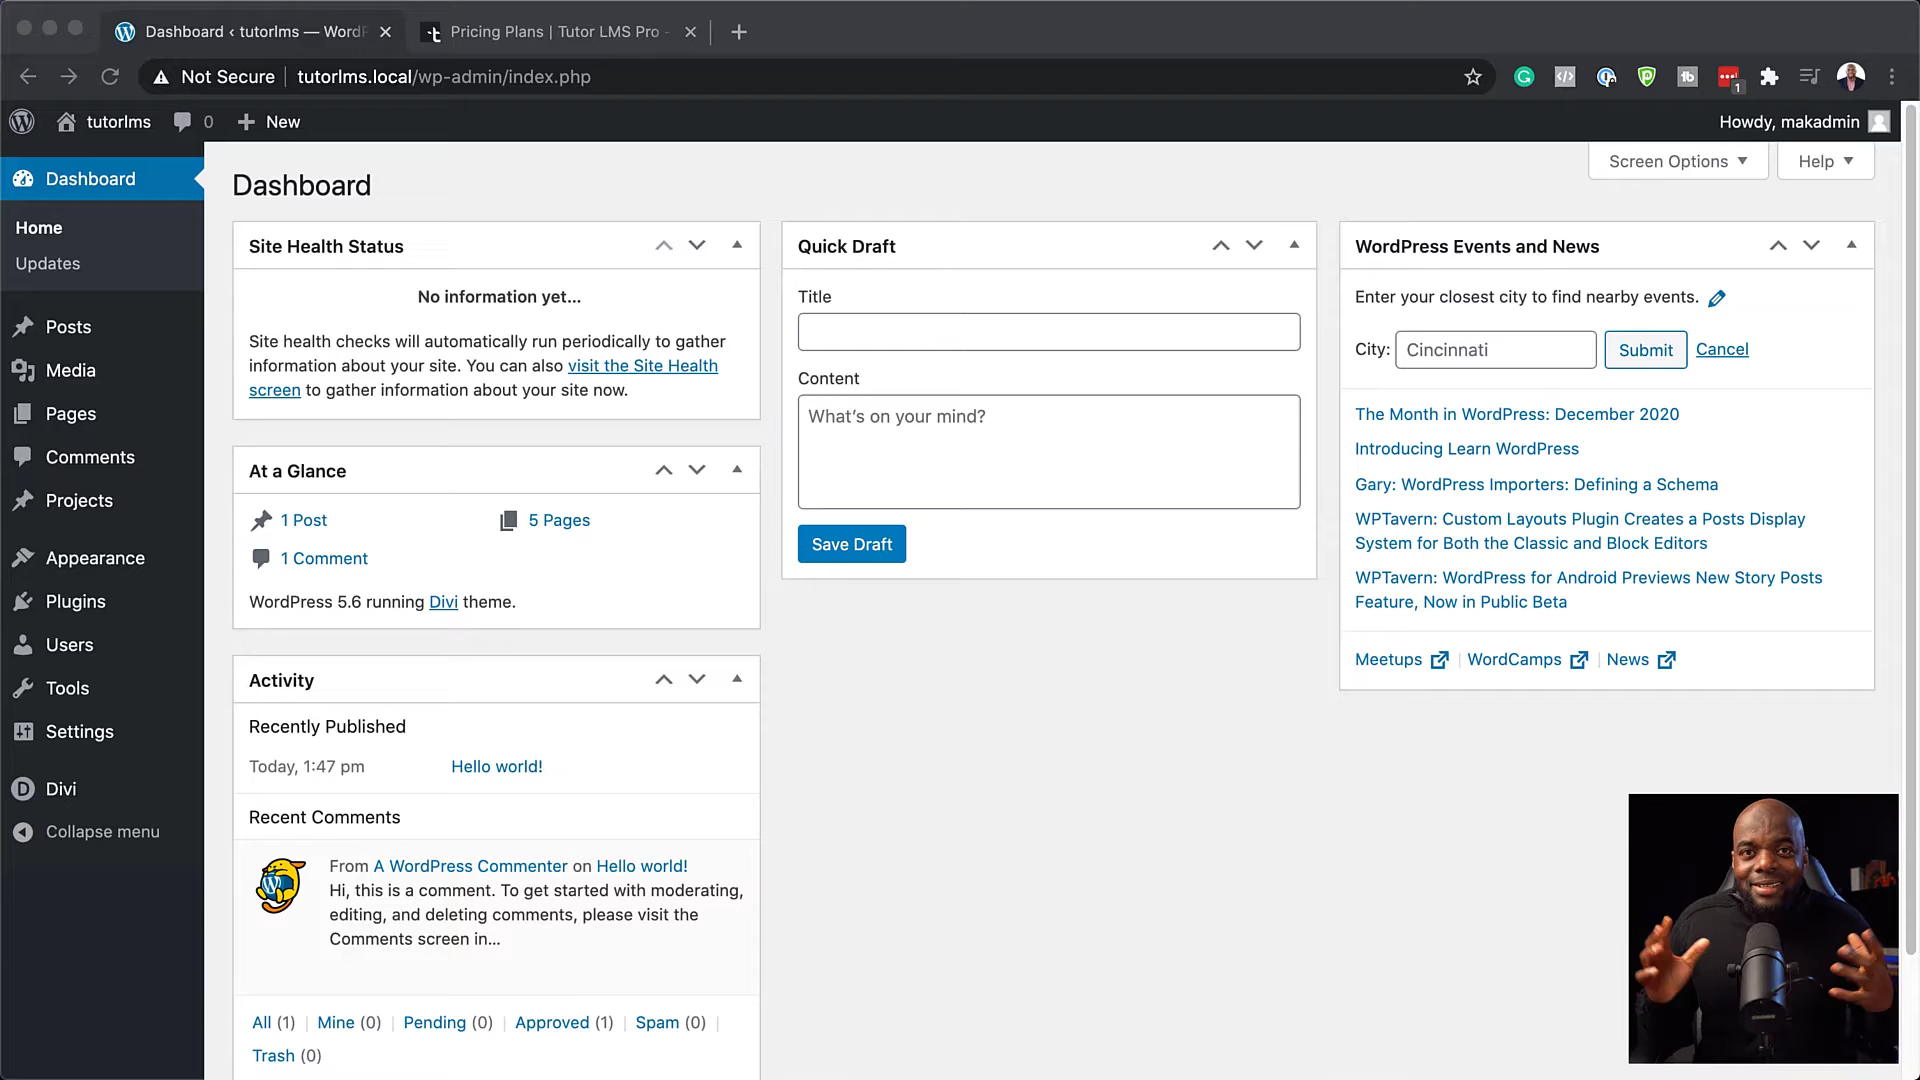 Dashboard ‹ tutorlms — WordP
Pricing Plans | Tutor LMS Pro -
Not Secure
tutorlms.local/wp-admin/index.php
1
tutorlms
0
New
Howdy, makadmin
Dashboard
Home
Updates
Posts
Media
Pages
Comments
Projects
Appearance
Plugins
Users
Tools
Settings
Divi
Collapse menu
Screen Options
Help
Dashboard
Site Health Status
No information yet...
Site health checks will automatically run periodically to gather
information about your site. You can also visit the Site Health
screen to gather information about your site now.
At a Glance
1 Post
5 Pages
1 Comment
WordPress 5.6 running Divi theme.
Activity
Recently Published
Today, 1:47 pm
Hello world!
Recent Comments
From A WordPress Commenter on Hello world!
Hi, this is a comment. To get started with moderating,
editing, and deleting comments, please visit the
Comments screen in...
All (1) | Mine (0) | Pending (0) | Approved (1) | Spam (0) |
Trash (0)
Quick Draft
Title
Content
What's on your mind?
Save Draft
WordPress Events and News
Enter your closest city to find nearby events.
City:
Cincinnati
Submit
Cancel
The Month in WordPress: December 2020
Introducing Learn WordPress
Gary: WordPress Importers: Defining a Schema
WPTavern: Custom Layouts Plugin Creates a Posts Display
System for Both the Classic and Block Editors
WPTavern: WordPress for Android Previews New Story Posts
Feature, Now in Public Beta
Meetups | WordCamps | News